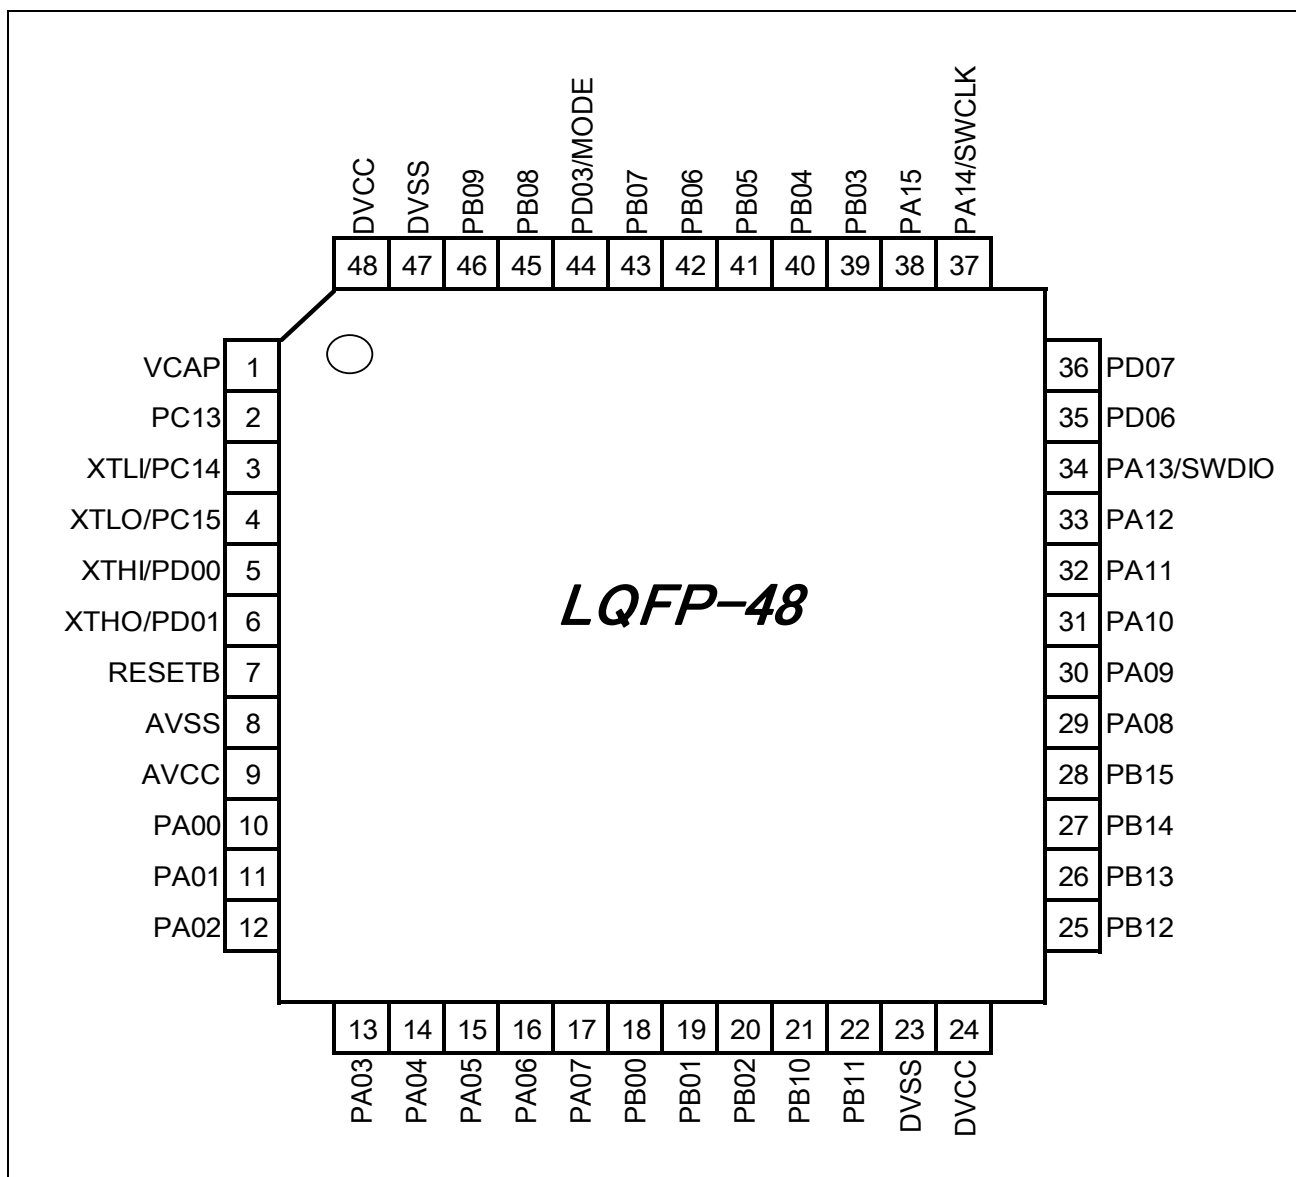 DVCC
DVSS
PB09
PB08
PD03/MODE
PB07
PB06
PB05
PB04
PB03
PA15
PA14/SWCLK
48 47 46 45 44 43 42 41 40 39 38 37
VCAP 1
PC13 2
XTLI/PC14 3
XTLO/PC15 4
XTHI/PD00 5
XTHO/PD01 6
RESETB 7
AVSS 8
AVCC 9
PA00 10
PA01 11
PA02 12
LQFP-48
36 PD07
35 PD06
34 PA13/SWDIO
33 PA12
32 PA11
31 PA10
30 PA09
29 PA08
28 PB15
27 PB14
26 PB13
25 PB12
13 14 15 16 17 18 19 20 21 22 23 24
PA03
PA04
PA05
PA06
PA07
PB00
PB01
PB02
PB10
PB11
DVSS
DVCC